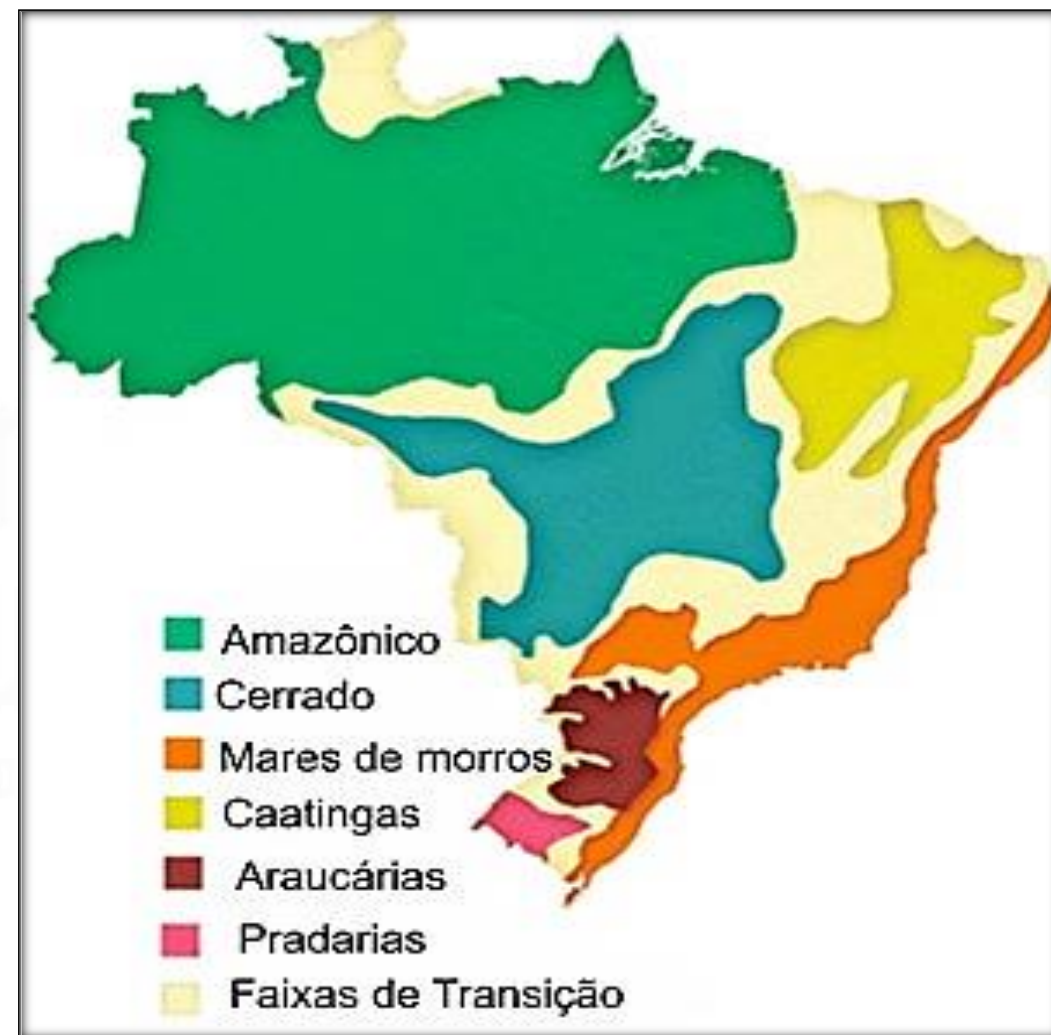 Amazônico
Cerrado
Mares de morros
Caatingas
Araucárias
Pradarias
Faixas de Transição